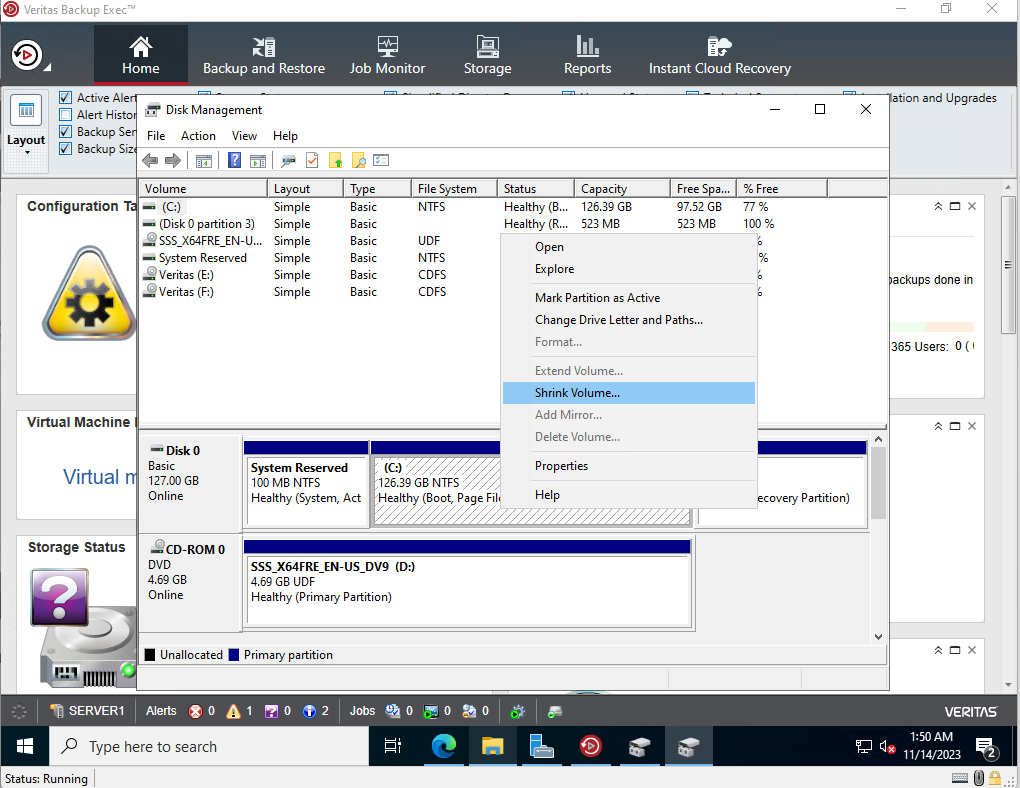 Veritas Backup Exec™
Home
Backup and Restore
Job Monitor
Storage
Reports
Instant Cloud Recovery
Layout
Active Alert
Alert Histor
Backup Ser
Backup Size
Installation and Upgrades
Disk Management
File Action View Help
Volume Layout Type File System Status Capacity Free Spa... % Free
(C:) Simple Basic NTFS Healthy (B... 126.39 GB 97.52 GB 77 %
(Disk 0 partition 3) Simple Basic Healthy (R... 523 MB 523 MB 100 %
SSS_X64FRE_EN-U... Simple Basic UDF %
System Reserved Simple Basic NTFS %
Veritas (E:) Simple Basic CDFS %
Veritas (F:) Simple Basic CDFS %
Open
Explore
Mark Partition as Active
Change Drive Letter and Paths...
Format...
Extend Volume...
Shrink Volume...
Add Mirror...
Delete Volume...
Properties
Help
Configuration Ta
Virtual Machine
Virtual m
Storage Status
backups done in
365 Users: 0 (
Disk 0
Basic
127.00 GB
Online
System Reserved
100 MB NTFS
Healthy (System, Act
(C:)
126.39 GB NTFS
Healthy (Boot, Page File
ecovery Partition)
CD-ROM 0
DVD
4.69 GB
Online
SSS_X64FRE_EN-US_DV9 (D:)
4.69 GB UDF
Healthy (Primary Partition)
Unallocated Primary partition
SERVER1 Alerts 0 1 0 2 Jobs 0 0 0
VERITAS
Type here to search
1:50 AM
11/14/2023
2
Status: Running